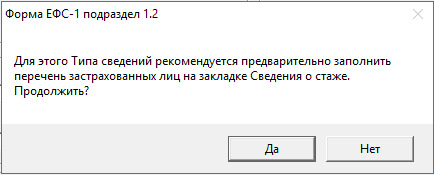 Форма ЕФС-1 подраздел 1.2
Для этого Типа сведений рекомендуется предварительно заполнить
перечень застрахованных лиц на закладке Сведения о стаже.
Продолжить?
Да
Нет